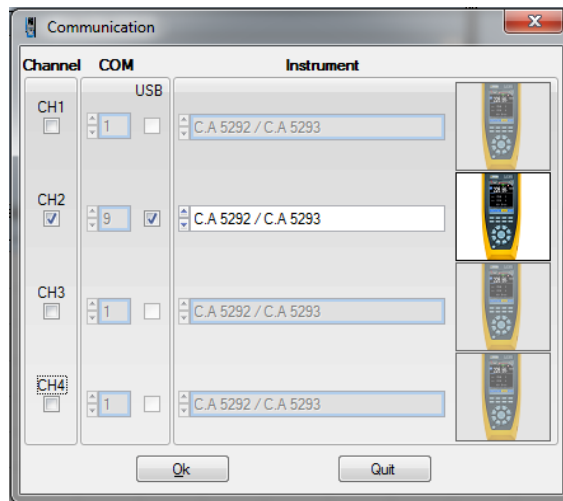 Communication
Channel COM Instrument
USB
CH1
1 C.A 5292 / C.A 5293
CH2
9 C.A 5292 / C.A 5293
CH3
1 C.A 5292 / C.A 5293
CH4
1 C.A 5292 / C.A 5293
Ok Quit